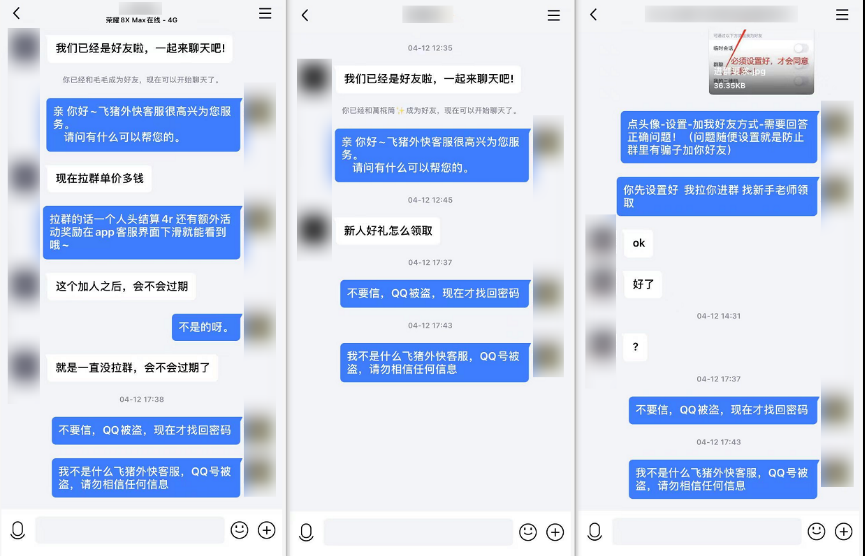 荣耀8X Max在线 - 4G
我们已经是好友啦，一起来聊天吧!
你已经和毛毛成为好友，现在可以开始聊天了。
亲 你好~飞猪外快客服很高兴为您服
务。
请问有什么可以帮您的。
现在拉群单价多钱
拉群的话一个人头结算4r 还有额外活
动奖励在app客服界面下滑就能看到
哦~
这个加人之后，会不会过期
不是的呀。
就是一直没拉群，会不会过期了
04-12 17:38
不要信，QQ被盗，现在才找回密码
我不是什么飞猪外快客服，QQ号被
盗，请勿相信任何信息
04-12 12:35
我们已经是好友啦，一起来聊天吧!
成为好友，现在可以开始聊天了。
亲 你好~飞猪外快客服很高兴为您服
务。
请问有什么可以帮您的。
04-12 12:45
新人好礼怎么领取
04-12 17:37
不要信，QQ被盗，现在才找回密码
04-12 17:43
我不是什么飞猪外快客服，QQ号被
盗，请勿相信任何信息
临时会话
必须设置好，才会同意
.jpg
36.35KB
点头像-设置-加我好友方式-需要回答
正确问题！（问题随便设置就是防止
群里有骗子加你好友）
你先设置好 我拉你进群 找新手老师领
取
ok
好了
04-12 14:31
?
04-12 17:37
不要信，QQ被盗，现在才找回密码
04-12 17:43
我不是什么飞猪外快客服，QQ号被
盗，请勿相信任何信息